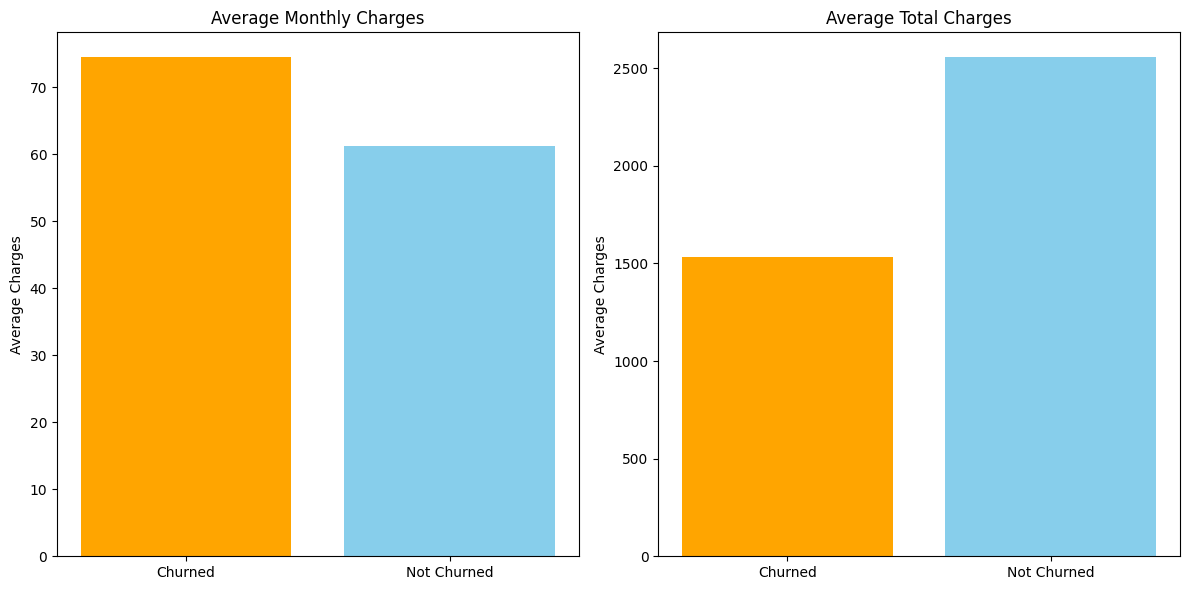 Average Monthly Charges
Average Charges
70
60
50
40
30
20
10
0
Churned
Not Churned
Average Total Charges
Average Charges
2500
2000
1500
1000
500
0
Churned
Not Churned